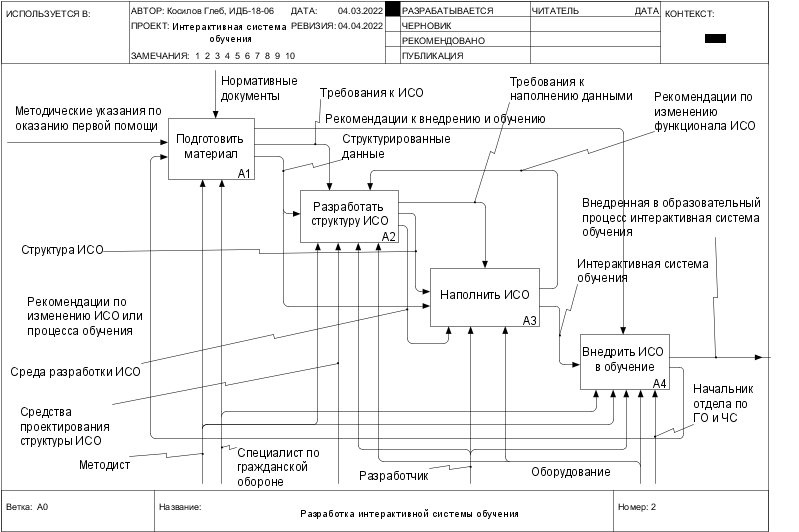 ИСПОЛЬЗУЕТСЯ В:
АВТОР: Косилов Глеб, ИДБ-18-06
ДАТА: 04.03.2022
ПРОЕКТ: Интерактивная система
обучения
РЕВИЗИЯ: 04.04.2022
ЗАМЕЧАНИЯ: 1 2 3 4 5 6 7 8 9 10
РАЗРАБАТЫВАЕТСЯ
ЧЕРНОВИК
РЕКОМЕНДОВАНО
ПУБЛИКАЦИЯ
ЧИТАТЕЛЬ
ДАТА
КОНТЕКСТ:
Нормативные
документы
Требования к ИСО
Требования к
наполнению данными
Рекомендации по
изменению
функционала ИСО
Методические указания по
оказанию первой помощи
Рекомендации к внедрению и обучению
Подготовить
материал
A1
Структурированные
данные
Разработать
структуру ИСО
A2
Внедренная в образовательный
процесс интерактивная система
обучения
Структура ИСО
Интерактивная система
обучения
Наполнить ИСО
A3
Рекомендации по
изменению ИСО или
процесса обучения
Внедрить ИСО
в обучение
A4
Среда разработки ИСО
Начальник
отдела по
ГО и ЧС
Средства
проектирования
структуры ИСО
Методист
Специалист по
гражданской
обороне
Разработчик
Оборудование
Ветка: A0
Название:
Разработка интерактивной системы обучения
Номер: 2